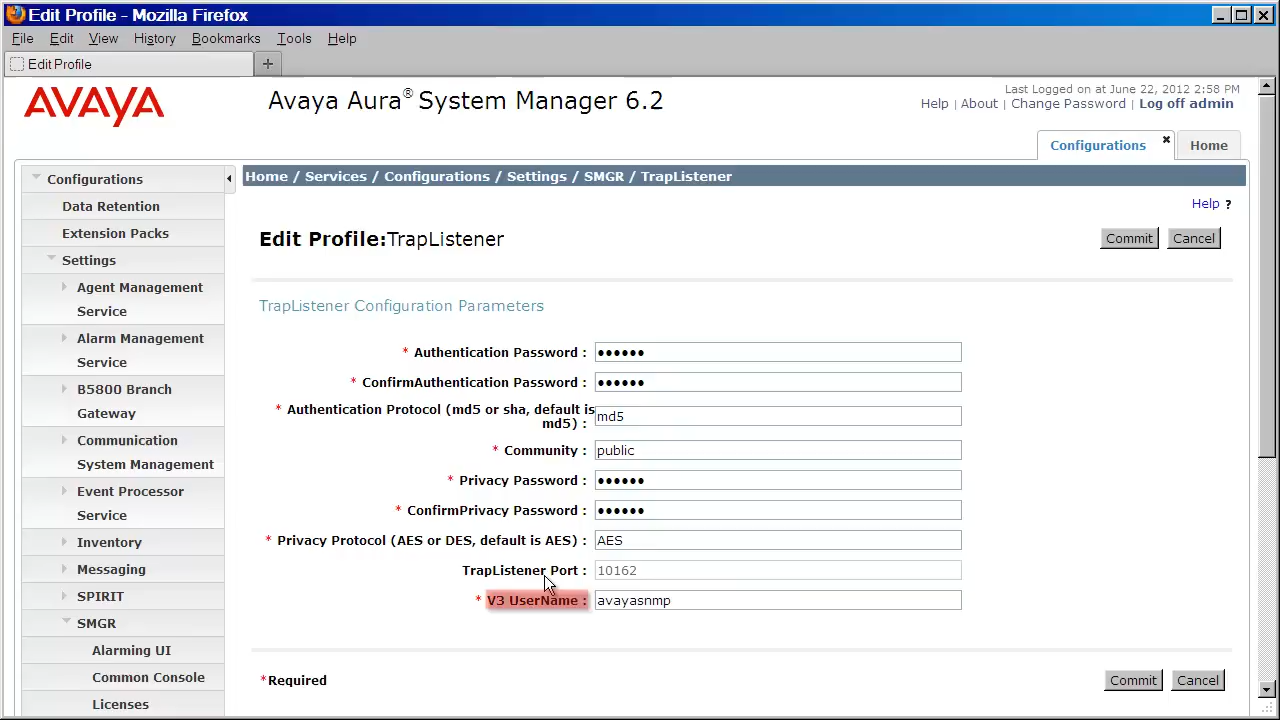 Edit Profile - Mozilla Firefox
File Edit View History Bookmarks Tools Help
Edit Profile +
AVAYA
Avaya Aura® System Manager 6.2
Last Logged on at June 22, 2012 2:58 PM
Help | About | Change Password | Log off admin
Configurations Home
Configurations
Data Retention
Extension Packs
Settings
Agent Management
Service
Alarm Management
Service
B5800 Branch
Gateway
Communication
System Management
Event Processor
Service
Inventory
Messaging
SPIRIT
SMGR
Alarming UI
Common Console
Licenses
Home / Services / Configurations / Settings / SMGR / TrapListener
Help ?
Edit Profile:TrapListener
Commit Cancel
TrapListener Configuration Parameters
* Authentication Password : ●●●●●●
* ConfirmAuthentication Password : ●●●●●●
* Authentication Protocol (md5 or sha, default is
md5) : md5
* Community : public
* Privacy Password : ●●●●●●
* ConfirmPrivacy Password : ●●●●●●
* Privacy Protocol (AES or DES, default is AES) : AES
TrapListener Port : 10162
* V3 UserName : avayasnmp
*Required
Commit Cancel